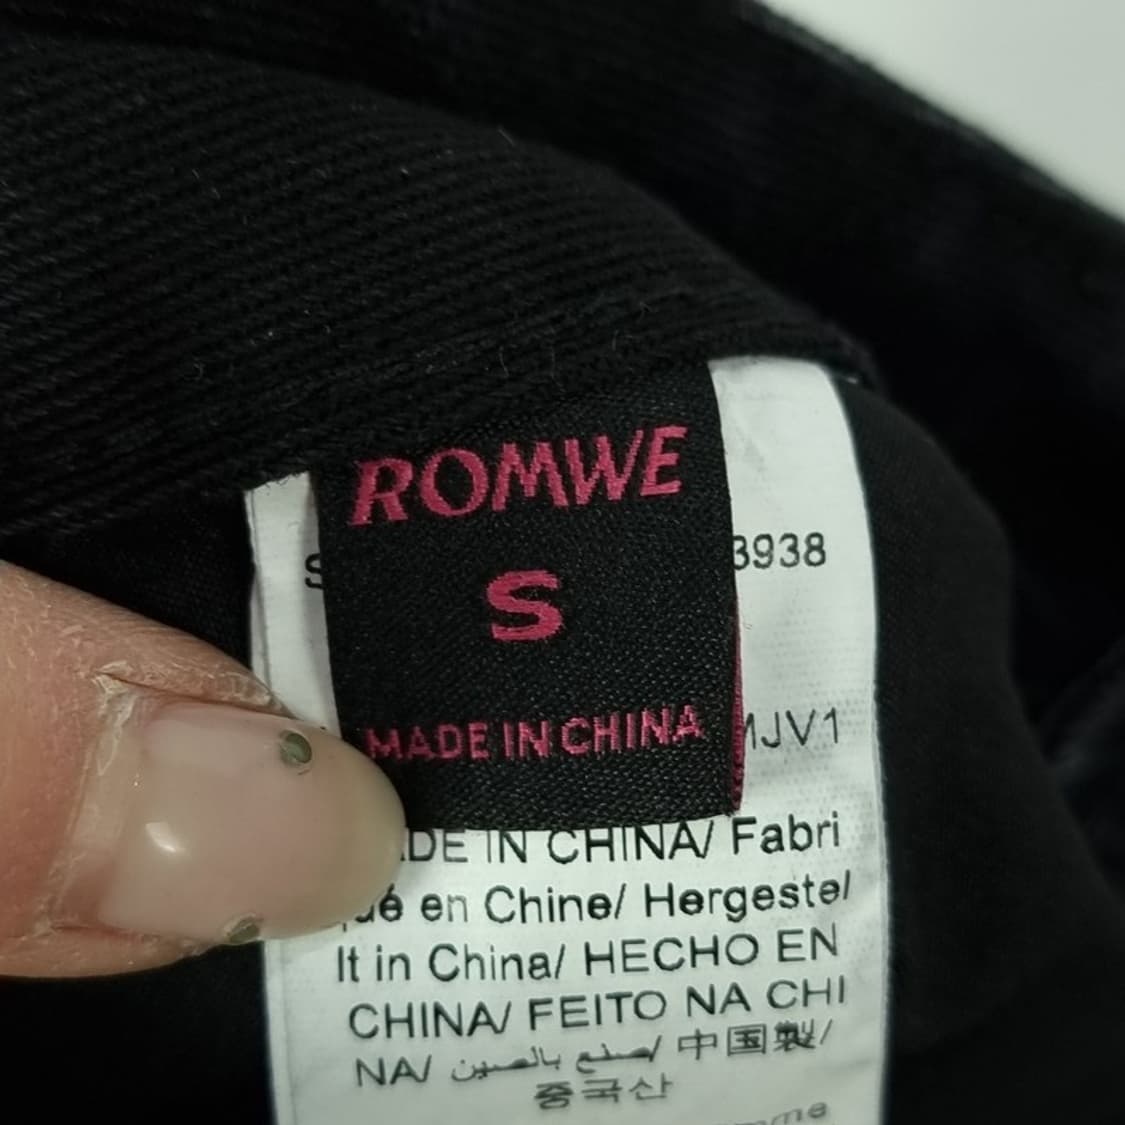 ROMWE
S
MADE IN CHINA
3938
MJV1
MADE IN CHINA/ Fabri
qué en Chine/ Hergestel
lt in China/ HECHO EN
CHINA/ FEITO NA CHI
NA/ صنع بالصين/ 中国製/
중국산